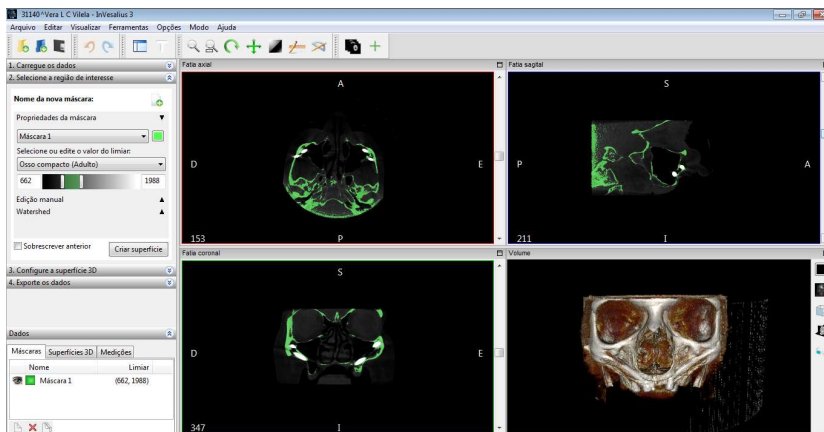 31140^Vera L C Vilela - InVesalius 3
Arquivo Editar Visualizar Ferramentas Opções Modo Ajuda
1. Carregue os dados
2. Selecione a região de interesse
Nome da nova máscara:
Propriedades da máscara
Máscara 1
Selecione ou edite o valor do limiar:
Osso compacto (Adulto)
662 1988
Edição manual
Watershed
Sobrescrever anterior Criar superfície
3. Configure a superfície 3D
4. Exporte os dados
Dados
Máscaras Superfícies 3D Medições
Nome Limiar
Máscara 1 (662, 1988)
Fatia axial
A
D E
153 P
Fatia sagital
S
P A
211 I
Fatia coronal
S
D E
347 I
Volume